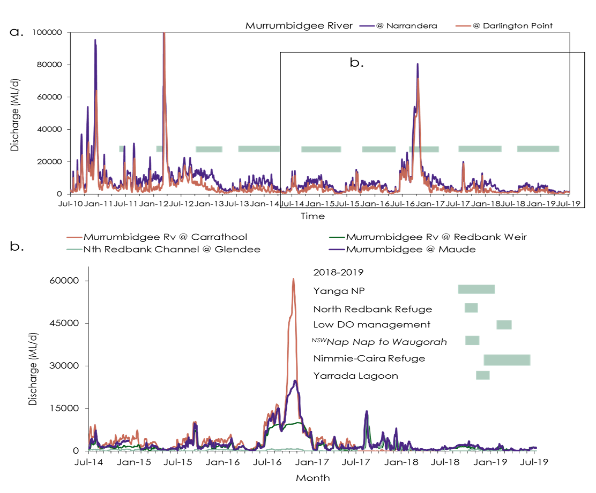 a.
Murrumbidgee River @ Narrandera @ Darlington Point
b.
Discharge (ML/d)
100000
80000
60000
40000
20000
0
Jul-10 Jan-11 Jul-11 Jan-12 Jul-12 Jan-13 Jul-13 Jan-14 Jul-14 Jan-15 Jul-15 Jan-16 Jul-16 Jan-17 Jul-17 Jan-18 Jul-18 Jan-19 Jul-19
Time
b.
Murrumbidgee Rv @ Carrathool Murrumbidgee Rv @ Redbank Weir
Nth Redbank Channel @ Glendee Murrumbidgee @ Maude
Discharge (ML/d)
60000
45000
30000
15000
0
2018-2019
Yanga NP
North Redbank Refuge
Low DO management
NSWNap Nap to Waugorah
Nimmie-Caira Refuge
Yarrada Lagoon
Jul-14 Jan-15 Jul-15 Jan-16 Jul-16 Jan-17 Jul-17 Jan-18 Jul-18 Jan-19 Jul-19
Month